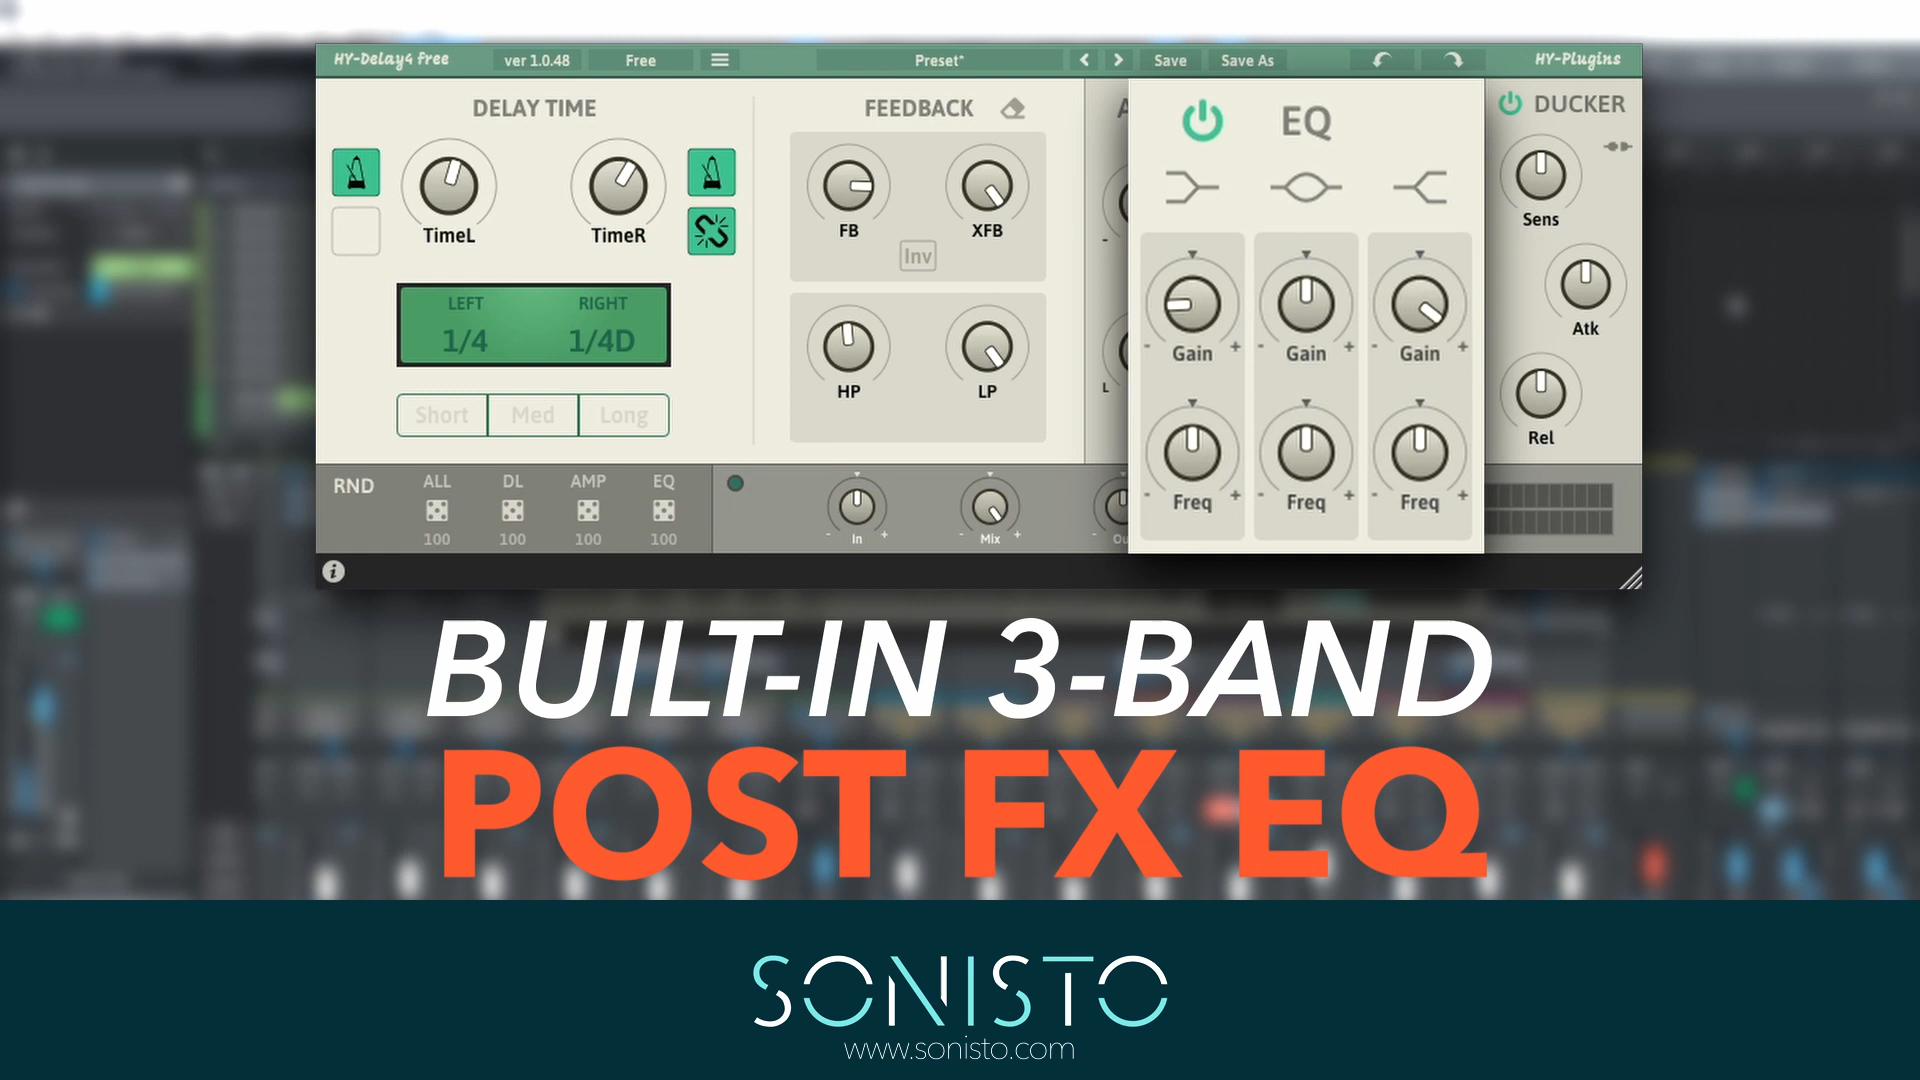 HY-Delay4 Free ver 1.0.48 Free Preset* Save Save As HY-Plugins
DELAY TIME
TimeL TimeR
LEFT RIGHT
1/4 1/4D
Short Med Long
FEEDBACK
FB XFB
Inv
HP LP
EQ
- Gain + - Gain + - Gain +
- Freq + - Freq + - Freq +
DUCKER
Sens
Atk
Rel
RND ALL DL AMP EQ
100 100 100 100
- In + - Mix +
BUILT-IN 3-BAND
POST FX EQ
SONISTO
www.sonisto.com